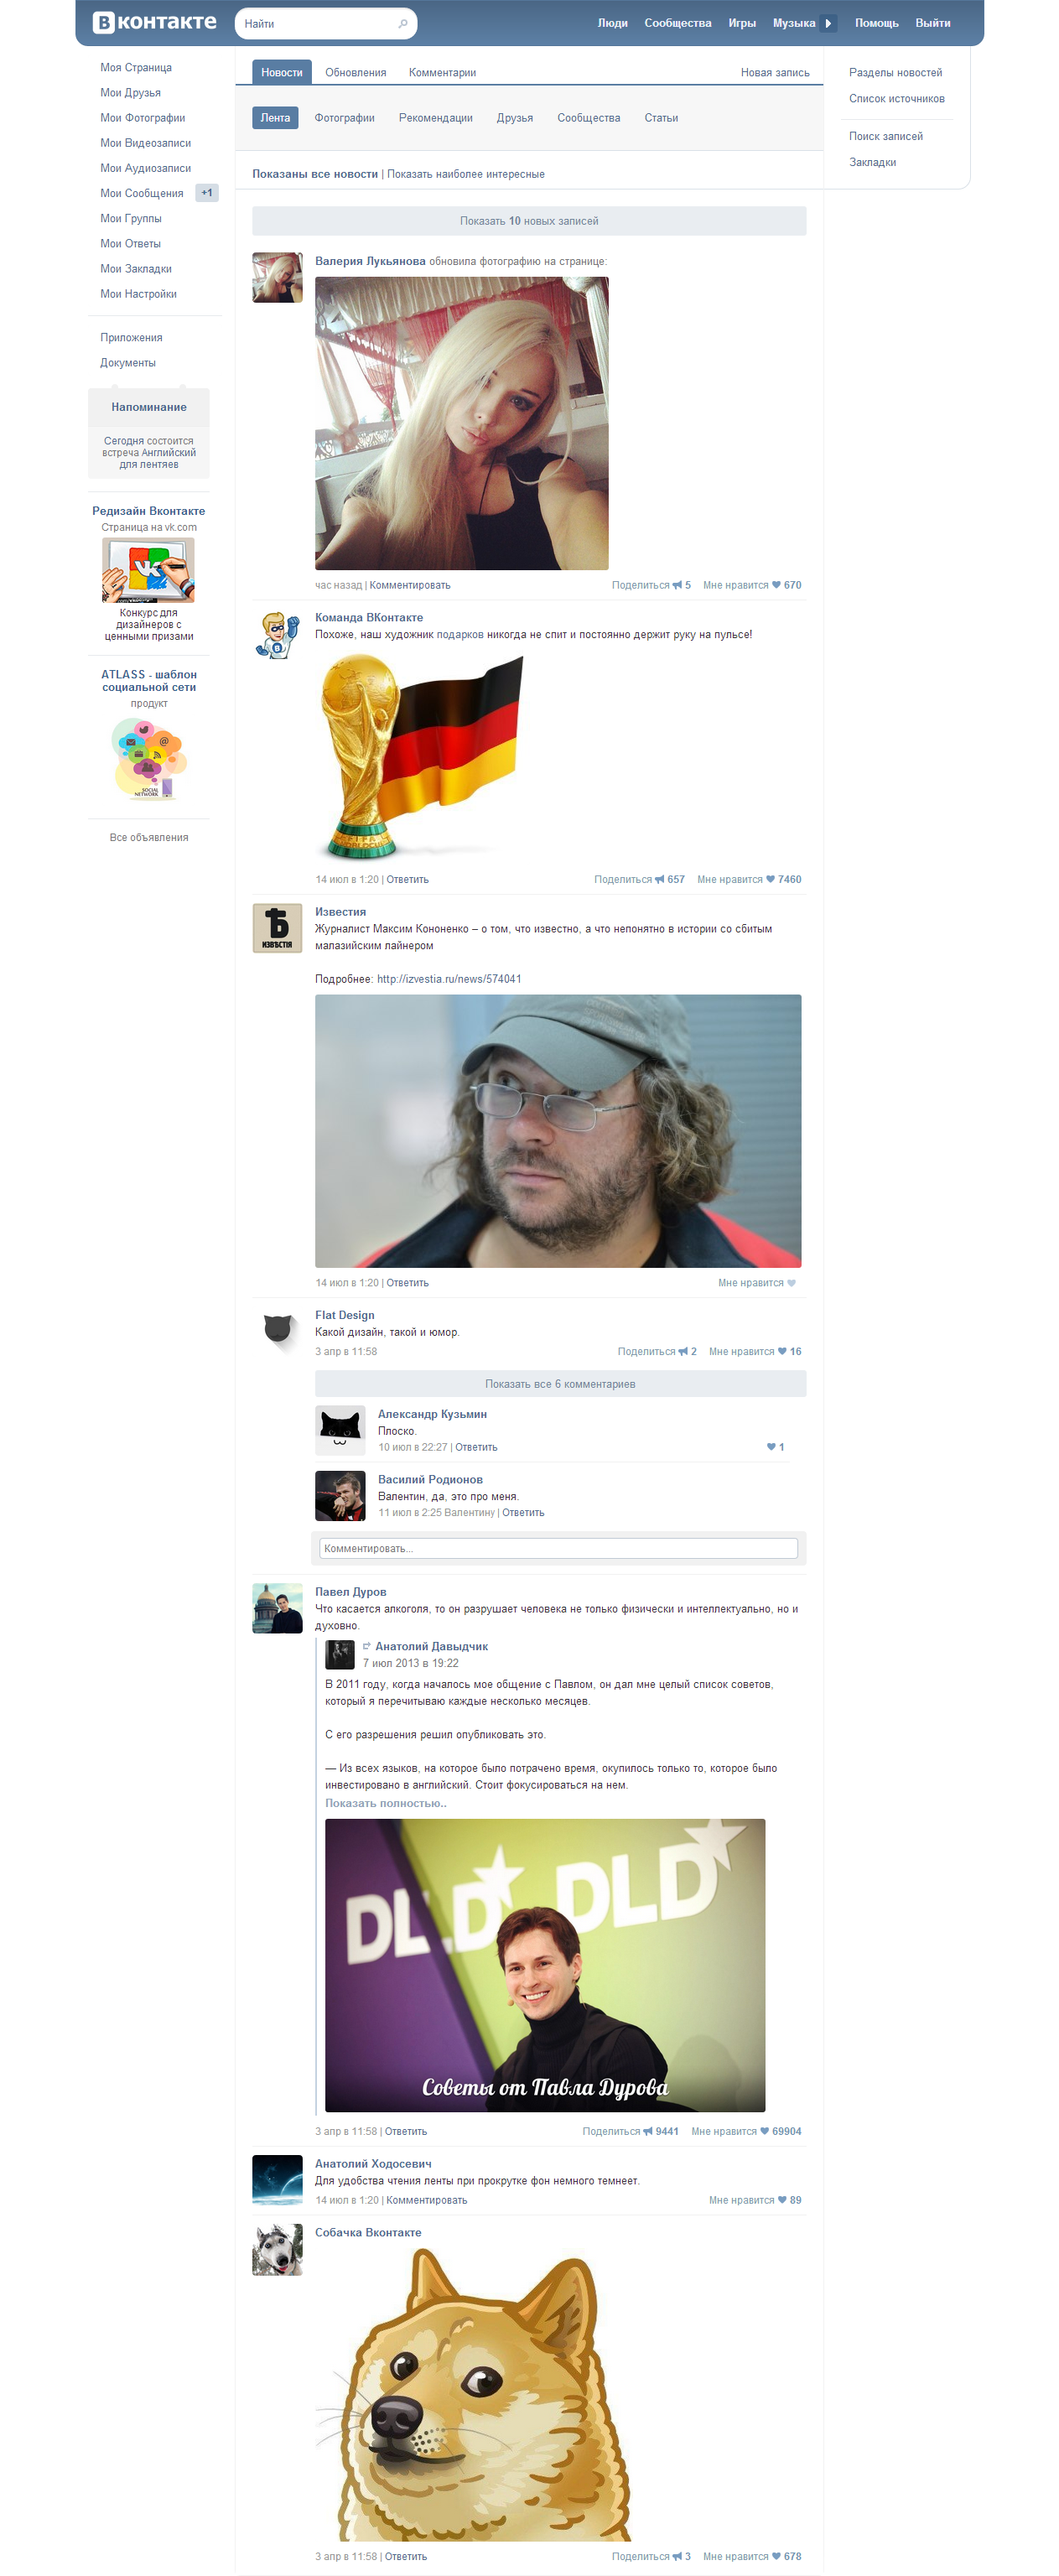 В контакте
Найти
Люди Сообщества Игры Музыка Помощь Выйти
Моя Страница
Мои Друзья
Мои Фотографии
Мои Видеозаписи
Мои Аудиозаписи
Мои Сообщения +1
Мои Группы
Мои Ответы
Мои Закладки
Мои Настройки
Приложения
Документы
Напоминание
Сегодня состоится
встреча Английский
для лентяев
Редизайн Вконтакте
Страница на vk.com
Конкурс для
дизайнеров с
ценными призами
ATLASS - шаблон
социальной сети
продукт
SOCIAL
NETWORK
Все объявления
Новости Обновления Комментарии Новая запись
Лента Фотографии Рекомендации Друзья Сообщества Статьи
Показаны все новости | Показать наиболее интересные
Разделы новостей
Список источников
Поиск записей
Закладки
Показать 10 новых записей
Валерия Лукьянова обновила фотографию на странице:
час назад | Комментировать Поделиться 5 Мне нравится 670
Команда ВКонтакте
Похоже, наш художник подарков никогда не спит и постоянно держит руку на пульсе!
14 июл в 1:20 | Ответить Поделиться 657 Мне нравится 7460
Ѣ
ИЗВѢСТIЯ
Известия
Журналист Максим Кононенко – о том, что известно, а что непонятно в истории со сбитым
малазийским лайнером
Подробнее: http://izvestia.ru/news/574041
14 июл в 1:20 | Ответить Мне нравится
Flat Design
Какой дизайн, такой и юмор.
3 апр в 11:58 Поделиться 2 Мне нравится 16
Показать все 6 комментариев
Александр Кузьмин
Плоско.
10 июл в 22:27 | Ответить 1
Василий Родионов
Валентин, да, это про меня.
11 июл в 2:25 Валентину | Ответить
Комментировать...
Павел Дуров
Что касается алкоголя, то он разрушает человека не только физически и интеллектуально, но и
духовно.
Анатолий Давыдчик
7 июл 2013 в 19:22
В 2011 году, когда началось мое общение с Павлом, он дал мне целый список советов,
который я перечитываю каждые несколько месяцев.
С его разрешения решил опубликовать это.
— Из всех языков, на которое было потрачено время, окупилось только то, которое было
инвестировано в английский. Стоит фокусироваться на нем.
Показать полностью..
DLD DLD
Советы от Павла Дурова
3 апр в 11:58 | Ответить Поделиться 9441 Мне нравится 69904
Анатолий Ходосевич
Для удобства чтения ленты при прокрутке фон немного темнеет.
14 июл в 1:20 | Комментировать Мне нравится 89
Собачка Вконтакте
3 апр в 11:58 | Ответить Поделиться 3 Мне нравится 678